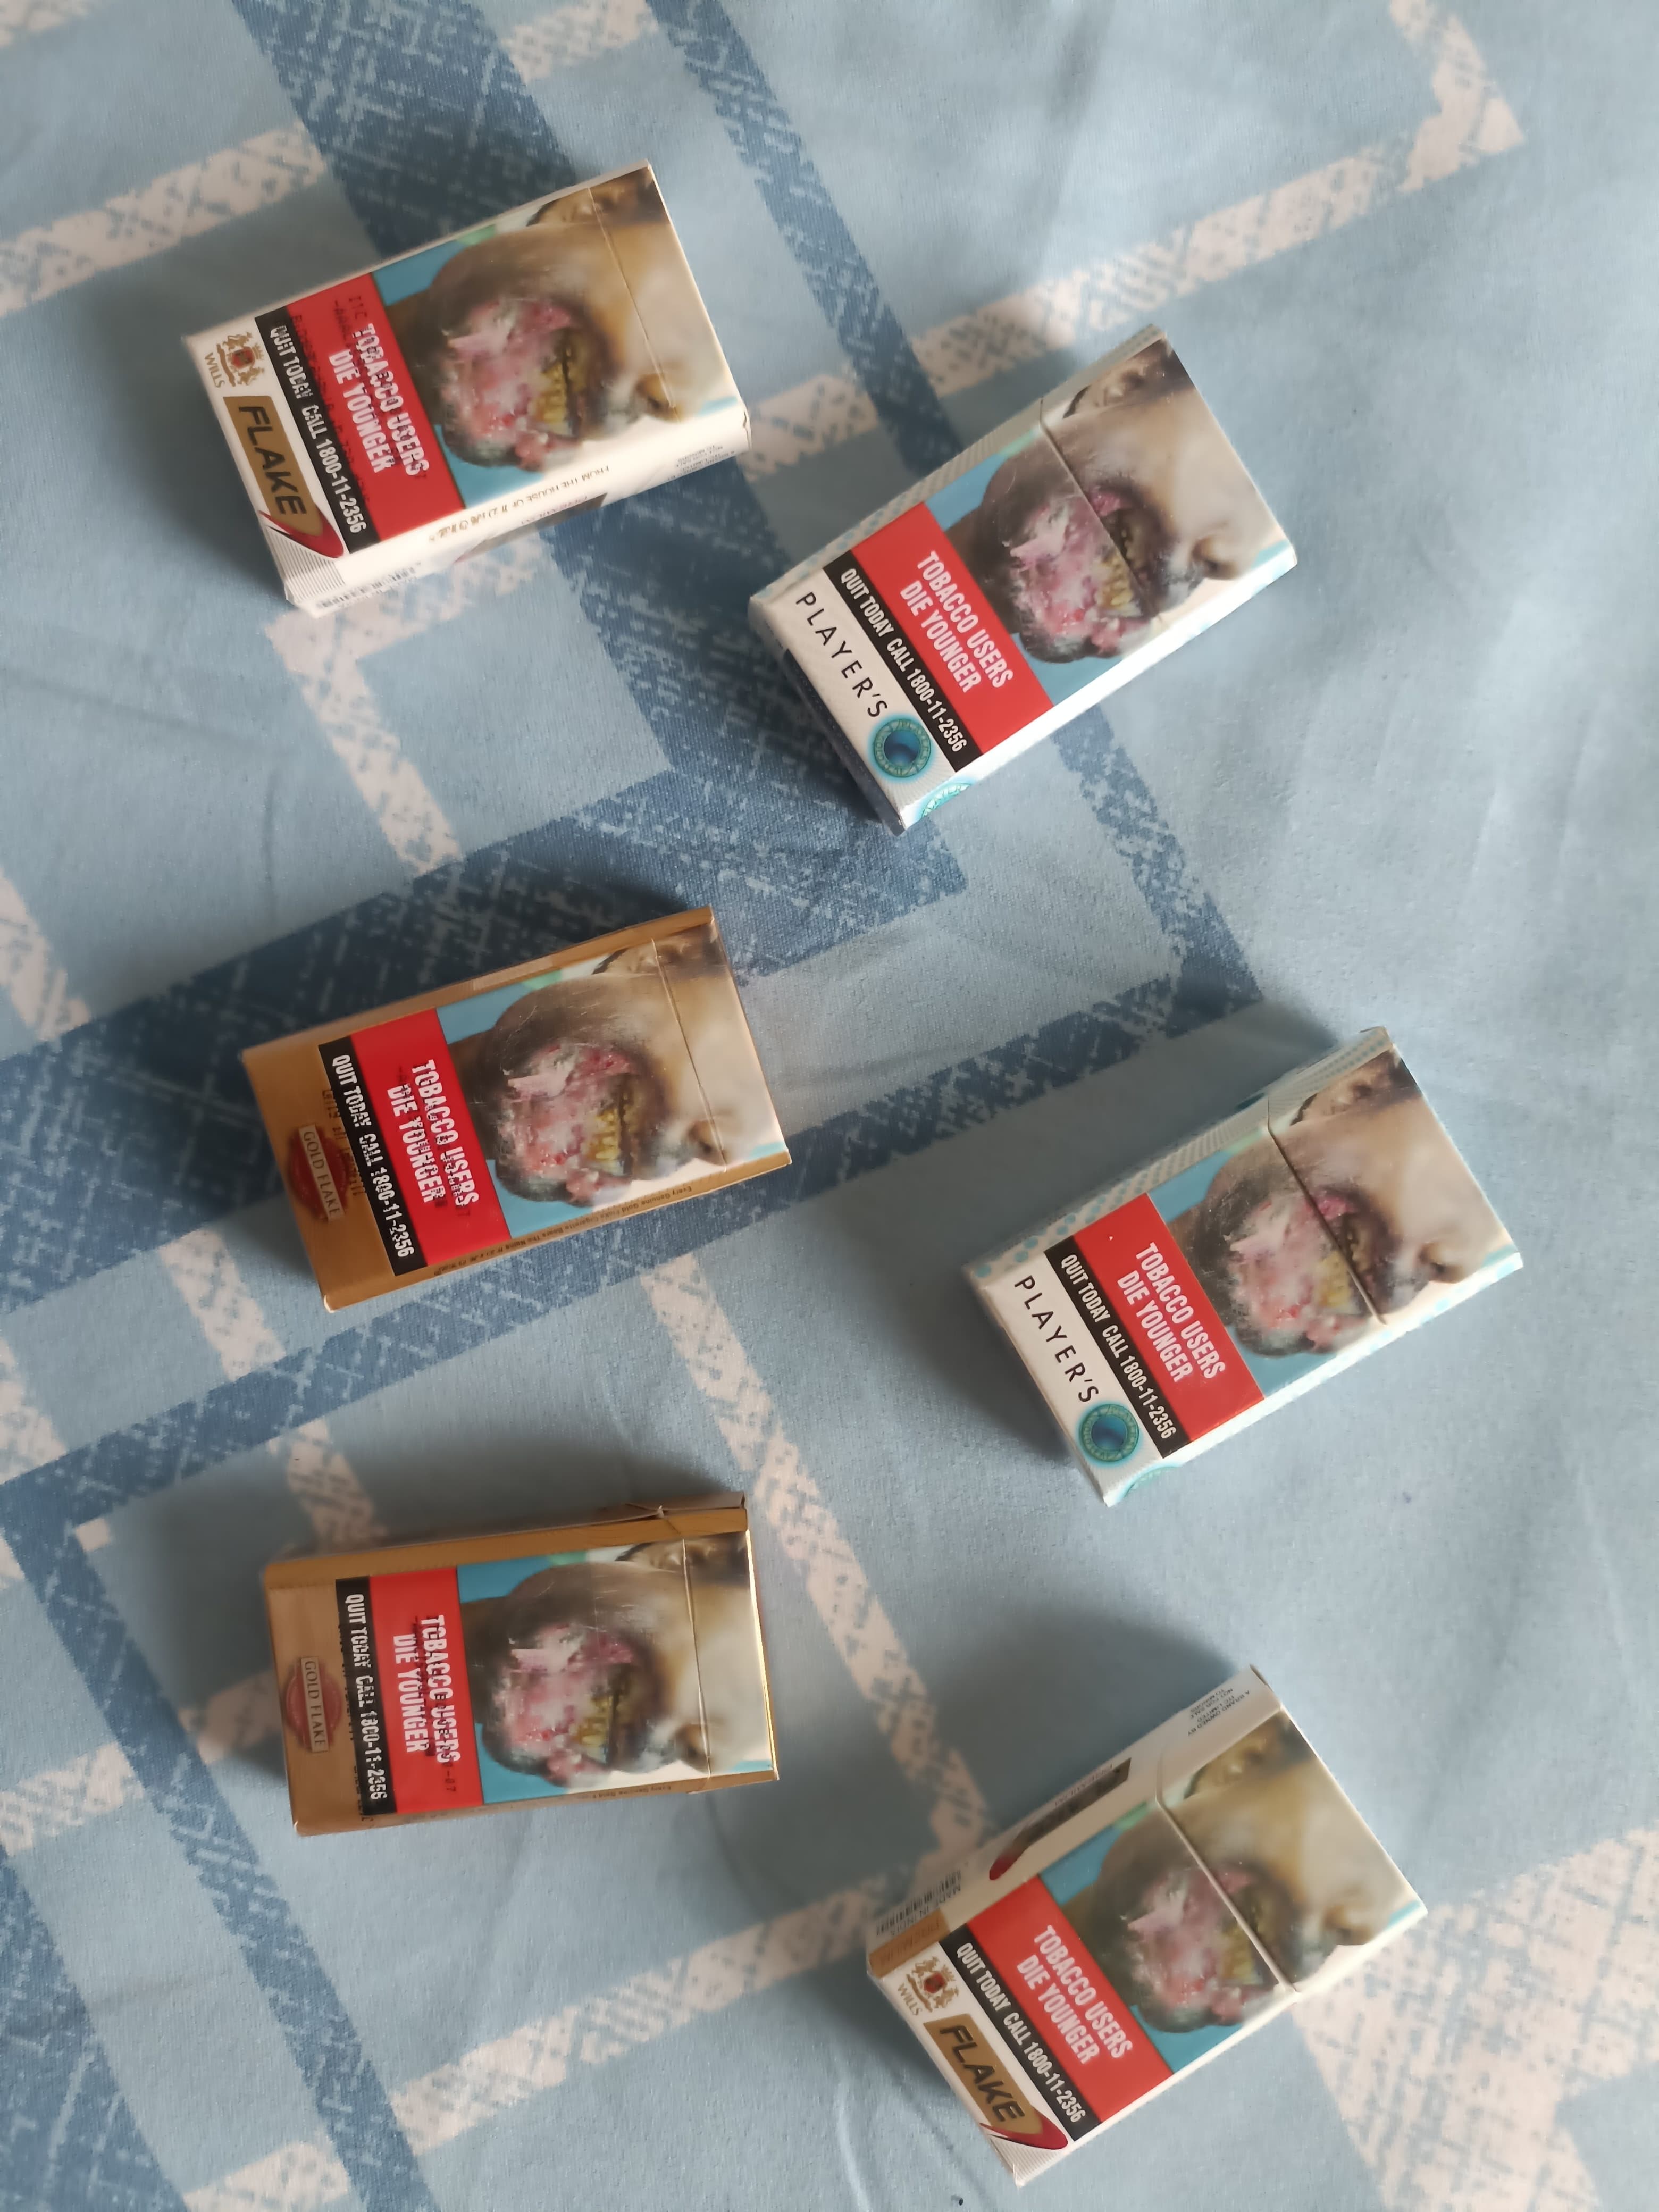 TOBACCO USERS
DIE YOUNGER
QUIT TODAY CALL 1800-11-2356
WILLS
FLAKE
FROM THE HOUSE OF
TOBACCO USERS
DIE YOUNGER
QUIT TODAY CALL 1800-11-2356
PLAYER'S
TOBACCO USERS
DIE YOUNGER
QUIT TODAY CALL 1800-11-2356
GOLD FLAKE
TOBACCO USERS
DIE YOUNGER
QUIT TODAY CALL 1800-11-2356
PLAYER'S
TOBACCO USERS
DIE YOUNGER
QUIT TODAY CALL 1800-11-2356
GOLD FLAKE
TOBACCO USERS
DIE YOUNGER
QUIT TODAY CALL 1800-11-2356
WILLS
FLAKE
MADE IN INDIA